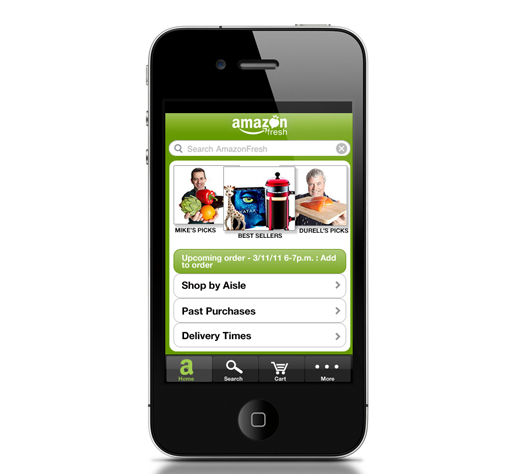 amazon
fresh
Search AmazonFresh
MIKE'S PICKS
AVATAR
BEST SELLERS
DURELL'S PICKS
Upcoming order - 3/11/11 6-7p.m. : Add
to order
Shop by Aisle
Past Purchases
Delivery Times
a
Home
Search
Cart
More